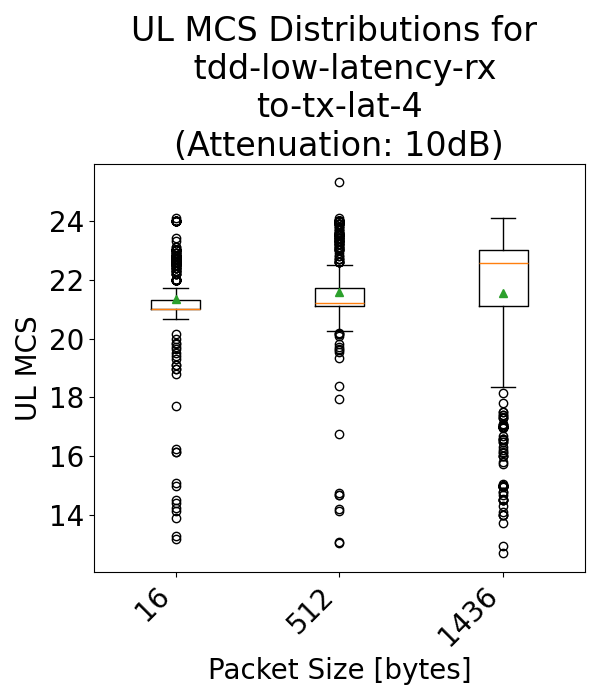 UL MCS Distributions for
tdd-low-latency-rx
to-tx-lat-4
(Attenuation: 10dB)
24
22
20
18
16
14
UL MCS
16
512
1436
Packet Size [bytes]